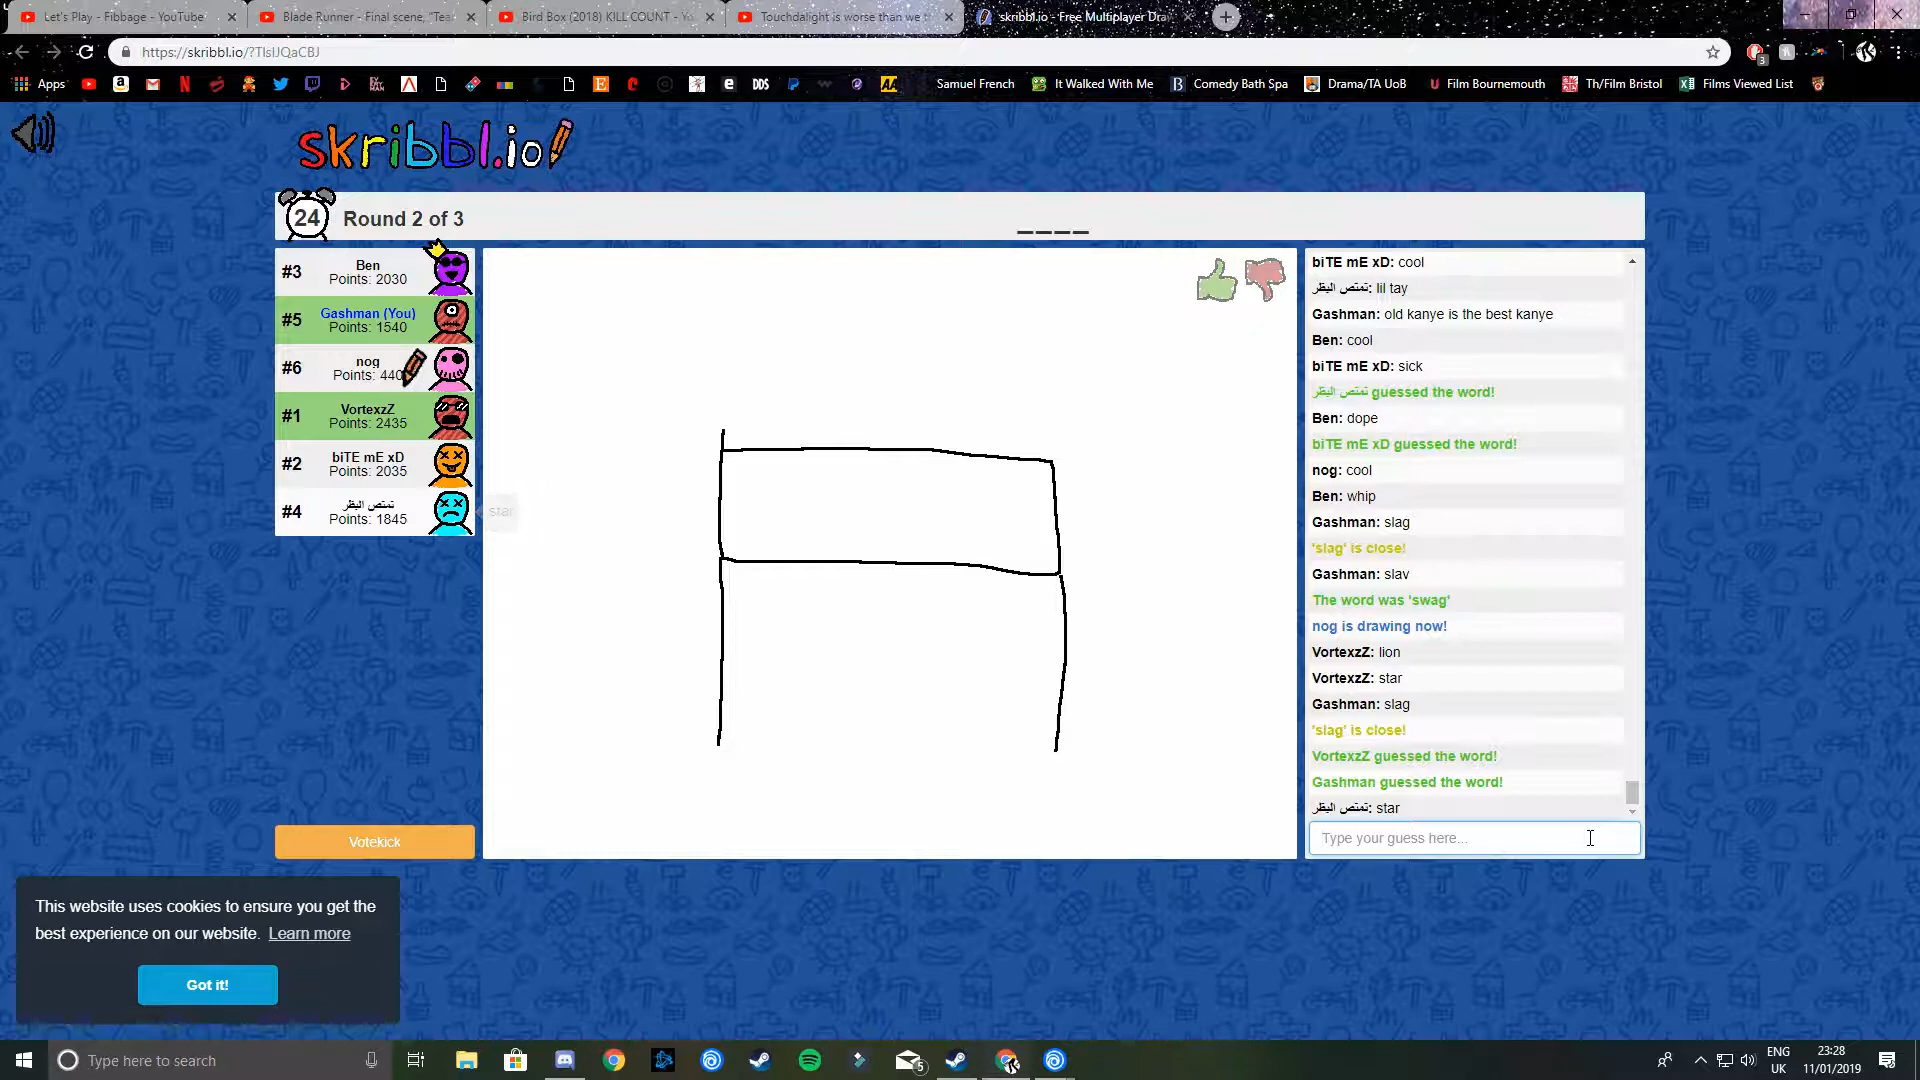 Let's Play - Fibbage - YouTube
Blade Runner - Final scene, "Tea
Bird Box (2018) KILL COUNT - Yo
Touchdalight is worse than we t
skribbl.io - Free Multiplayer Dra
https://skribbl.io/?TIsIJQaCBJ
3
Apps
DDS
AA
Samuel French
It Walked With Me
Comedy Bath Spa
Drama/TA UoB
Film Bournemouth
Th/Film Bristol
Films Viewed List
skribbl.io
24
Round 2 of 3
_ _ _ _
#3
Ben
Points: 2030
#5
Gashman (You)
Points: 1540
#6
nog
Points: 440
#1
VortexzZ
Points: 2435
#2
biTE mE xD
Points: 2035
#4
تمتص البظر
Points: 1845
star
Votekick
biTE mE xD: cool
تمتص البظر: lil tay
Gashman: old kanye is the best kanye
Ben: cool
biTE mE xD: sick
تمتص البظر guessed the word!
Ben: dope
biTE mE xD guessed the word!
nog: cool
Ben: whip
Gashman: slag
'slag' is close!
Gashman: slav
The word was 'swag'
nog is drawing now!
VortexzZ: lion
VortexzZ: star
Gashman: slag
'slag' is close!
VortexzZ guessed the word!
Gashman guessed the word!
تمتص البظر: star
Type your guess here...
This website uses cookies to ensure you get the
best experience on our website. Learn more
Got it!
Type here to search
5
ENG
UK
23:28
11/01/2019